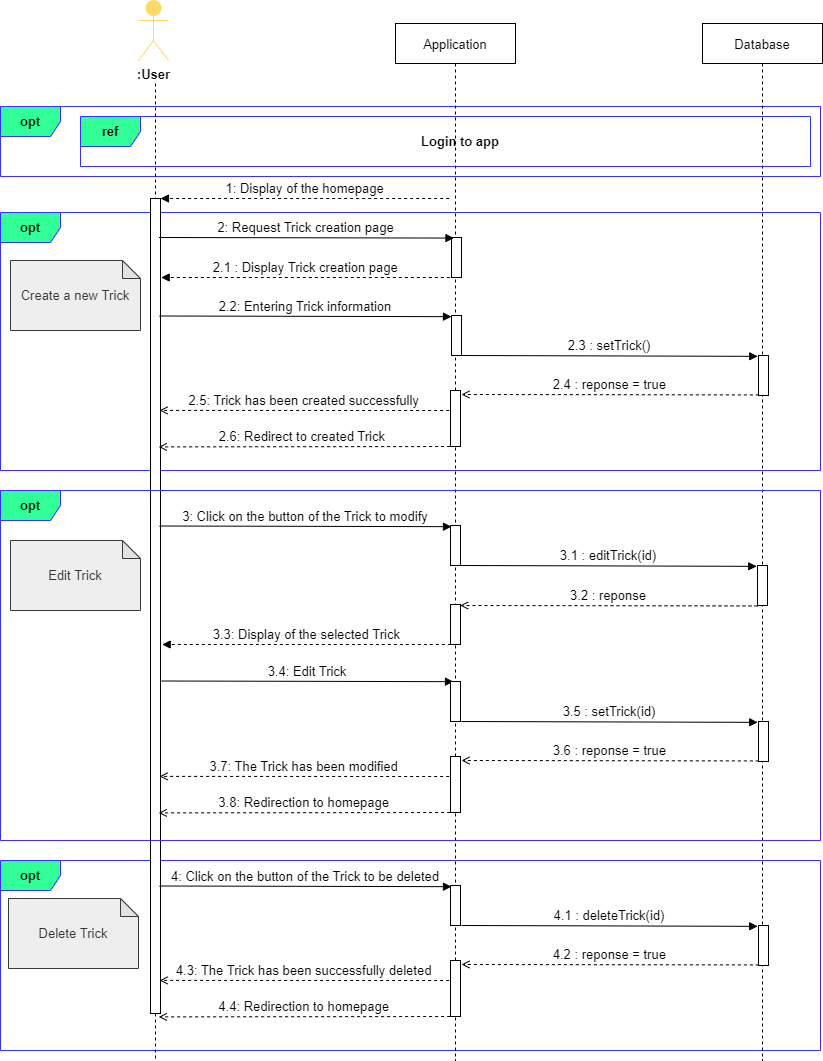 :User
Application
Database
opt
ref
Login to app
1: Display of the homepage
opt
2: Request Trick creation page
2.1 : Display Trick creation page
Create a new Trick
2.2: Entering Trick information
2.3 : setTrick()
2.4 : reponse = true
2.5: Trick has been created successfully
2.6: Redirect to created Trick
opt
3: Click on the button of the Trick to modify
3.1 : editTrick(id)
Edit Trick
3.2 : reponse
3.3: Display of the selected Trick
3.4: Edit Trick
3.5 : setTrick(id)
3.6 : reponse = true
3.7: The Trick has been modified
3.8: Redirection to homepage
opt
4: Click on the button of the Trick to be deleted
4.1 : deleteTrick(id)
Delete Trick
4.2 : reponse = true
4.3: The Trick has been successfully deleted
4.4: Redirection to homepage